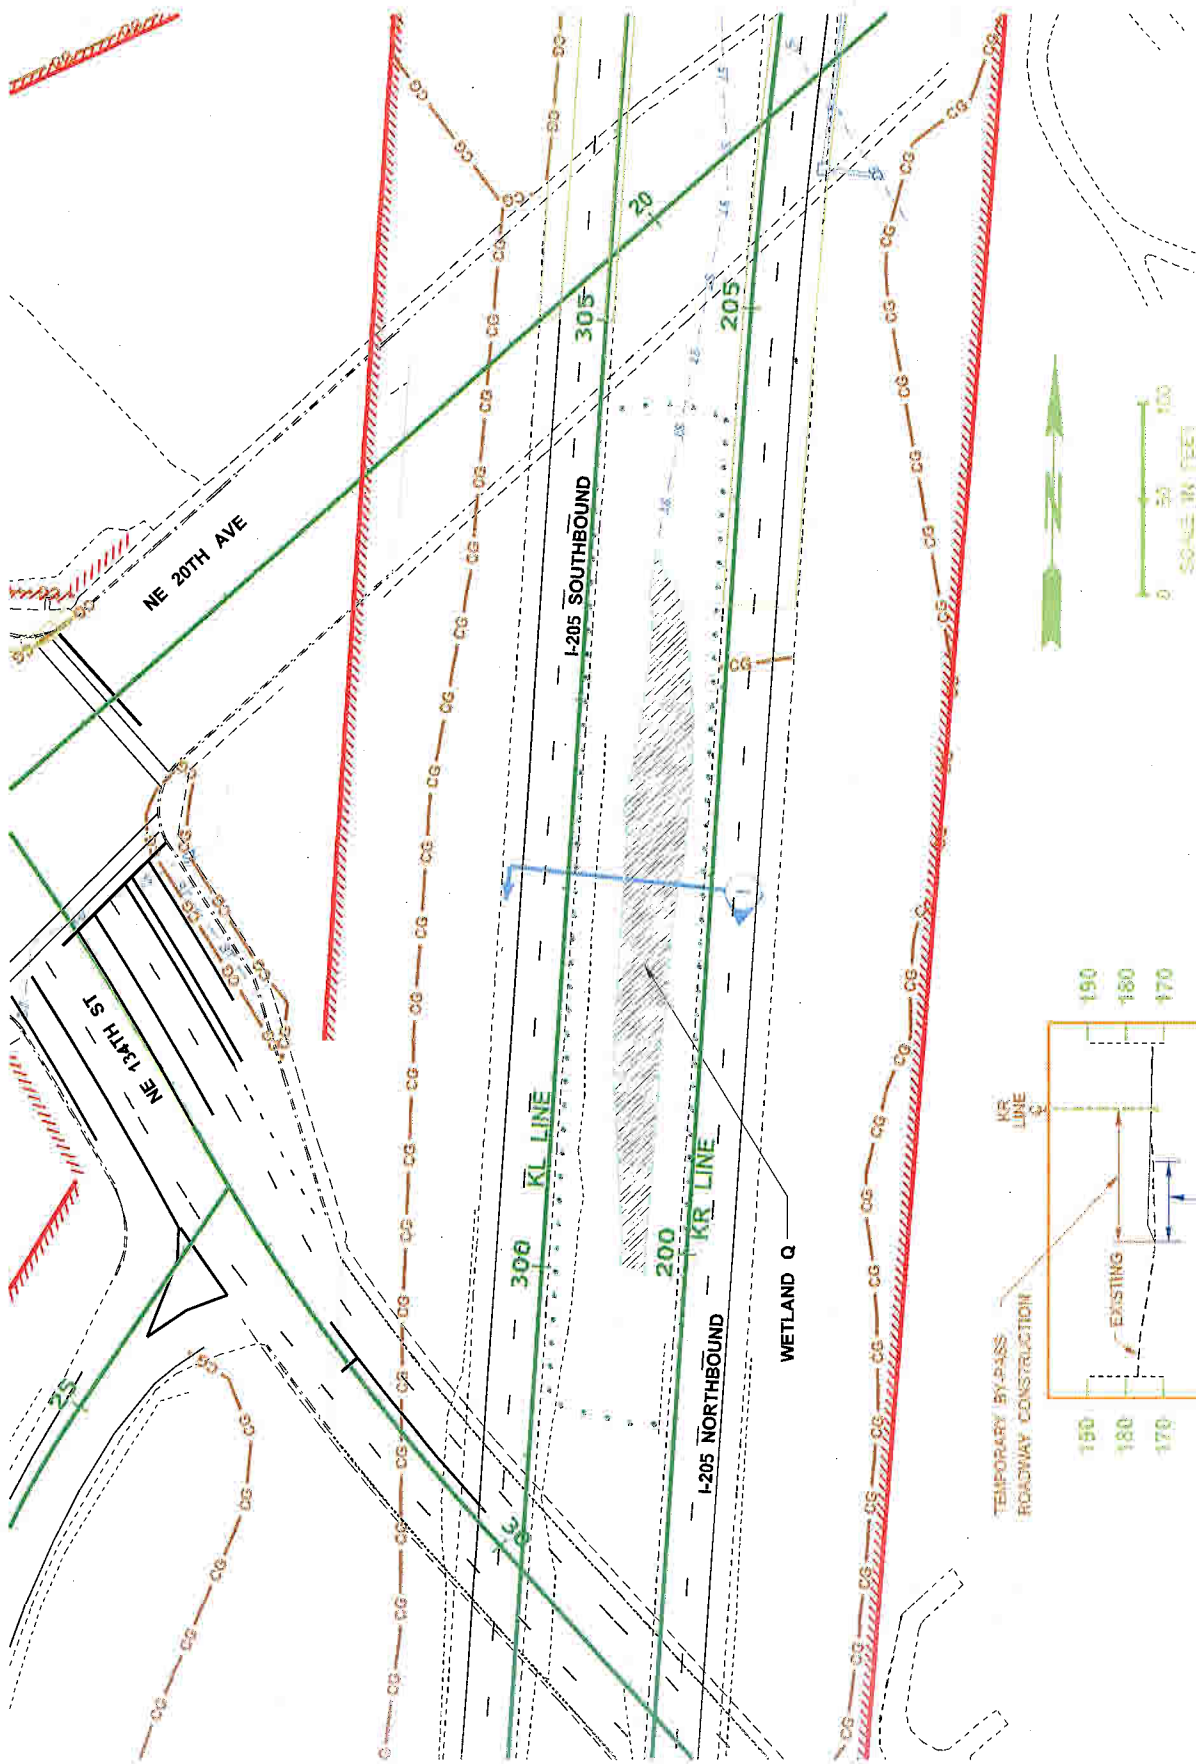 NE 20TH AVE
NE 134TH ST
I-205 SOUTHBOUND
I-205 NORTHBOUND
KL LINE
KR LINE
300
305
200
205
20
25
30
WETLAND Q
CG
N
0 50 100
SCALE IN FEET
TEMPORARY BY-PASS
ROADWAY CONSTRUCTION
EXISTING
KR
LINE
190
180
170
190
180
170
1